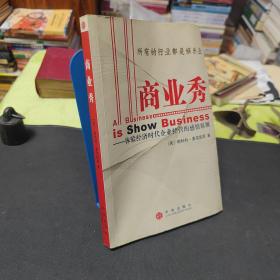 所有的行业都是娱乐业
商业秀
All Business
is Show Business
——体验经济时代企业经营的感情原则